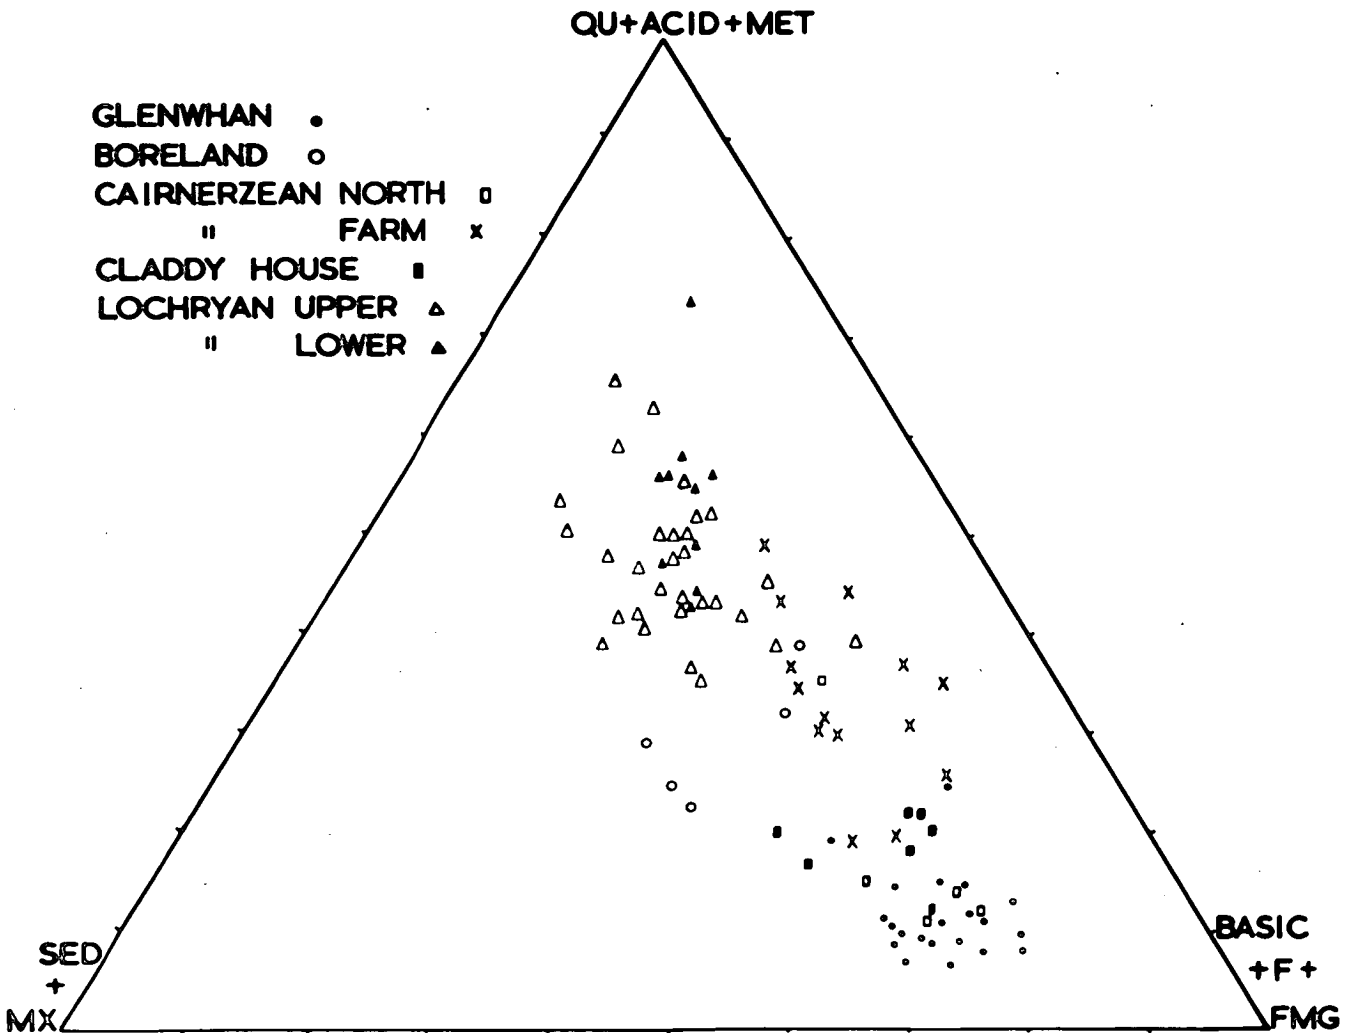 QU+ACID+MET
GLENWHAN
BORELAND
CAIRNERZEAN NORTH
" FARM
CLADDY HOUSE
LOCHRYAN UPPER
" LOWER
SED
+
MX
BASIC
+F+
FMG